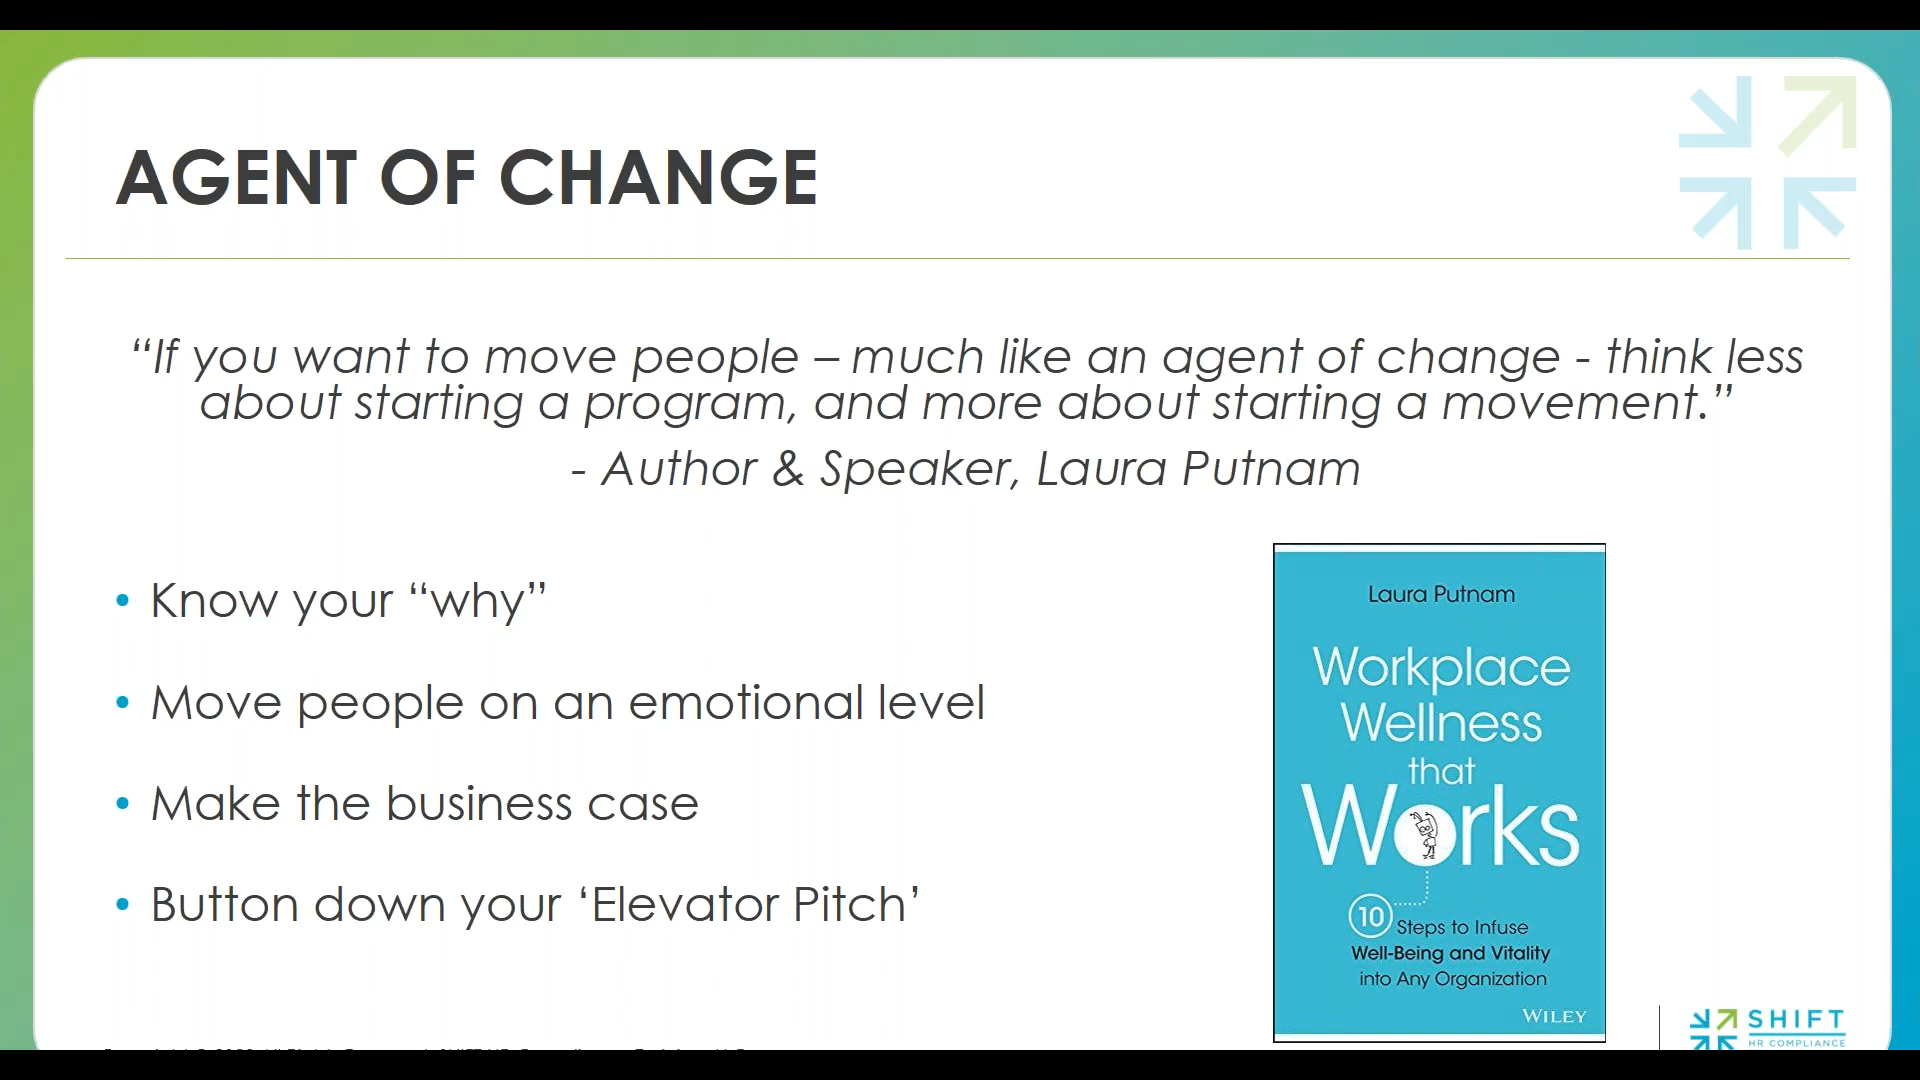 AGENT OF CHANGE
“If you want to move people – much like an agent of change - think less
about starting a program, and more about starting a movement.”
- Author & Speaker, Laura Putnam
• Know your “why”
• Move people on an emotional level
• Make the business case
• Button down your ‘Elevator Pitch’
Laura Putnam
Workplace
Wellness
that
Works
10 Steps to Infuse
Well-Being and Vitality
into Any Organization
WILEY
SHIFT
HR COMPLIANCE